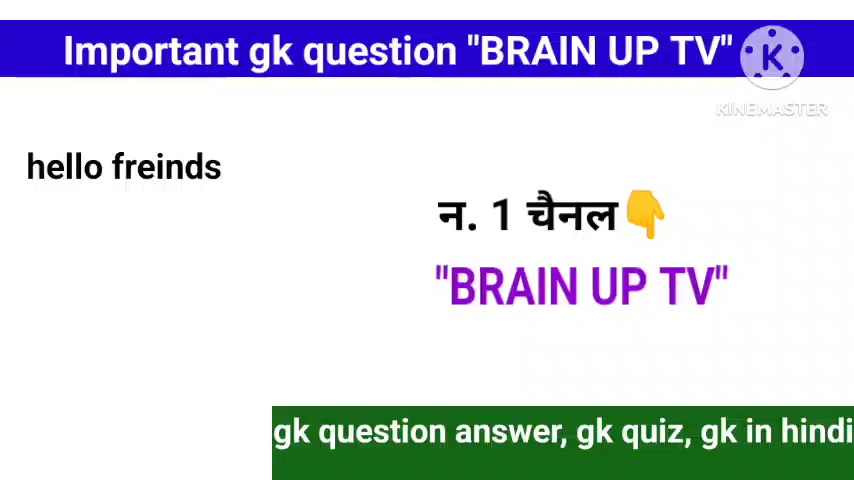 Important gk question "BRAIN UP TV"
K
KINEMASTER
hello freinds
न. 1 चैनल👇
"BRAIN UP TV"
gk question answer, gk quiz, gk in hindi